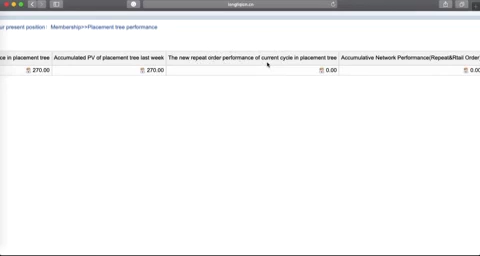 ur present position : Membership>>Placement tree performance
ce in placement tree Accumulated PV of placement tree last week The new repeat order performance of current cycle in placement tree Accumulative Network Performance(Repeat&Rtail Order)
270.00 270.00 0.00 0.00